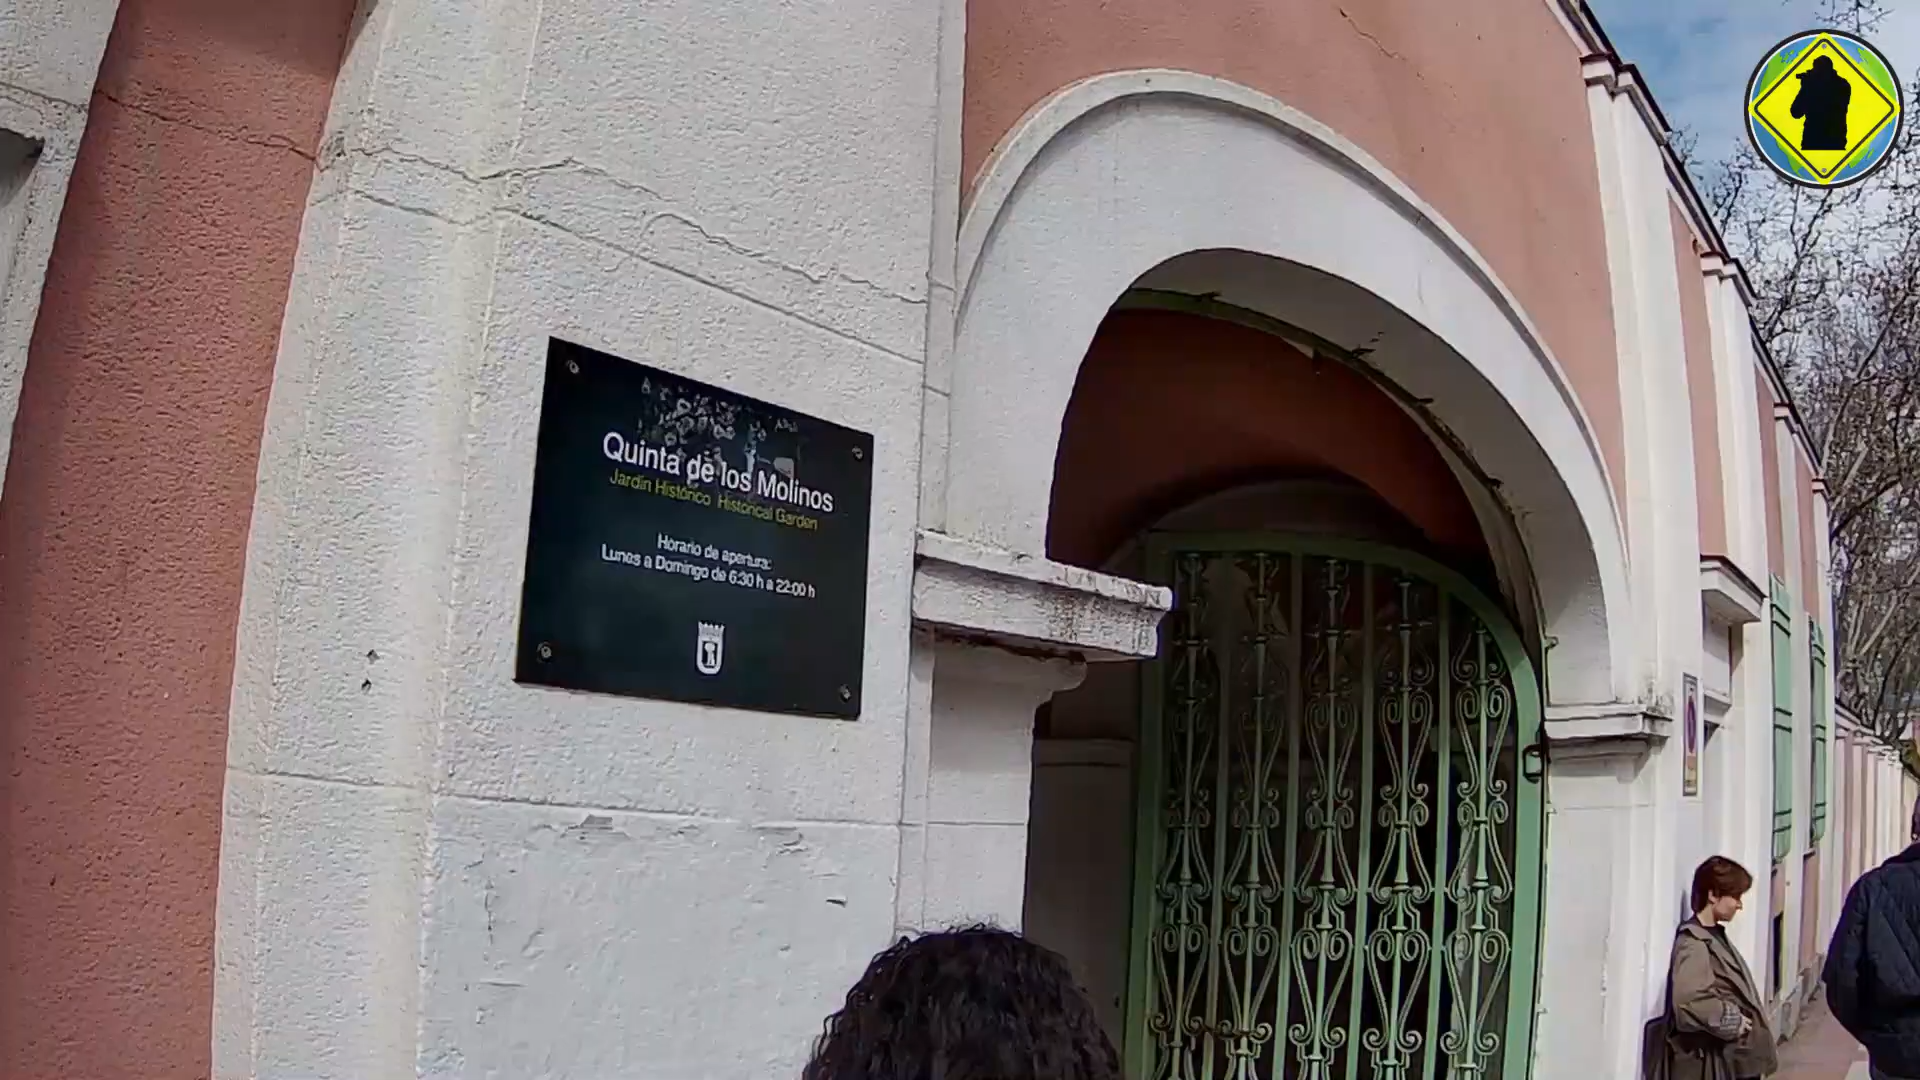 Quinta de los Molinos
Jardín Histórico Historical Garden
Horario de apertura:
Lunes a Domingo de 6:30 h a 22:00 h